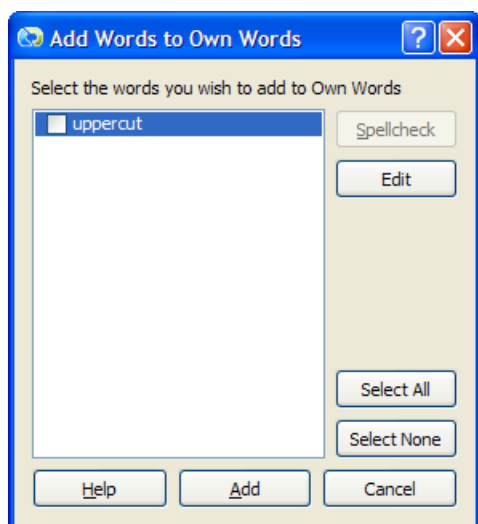 Add Words to Own Words
Select the words you wish to add to Own Words
uppercut
Spellcheck
Edit
Select All
Select None
Help Add Cancel